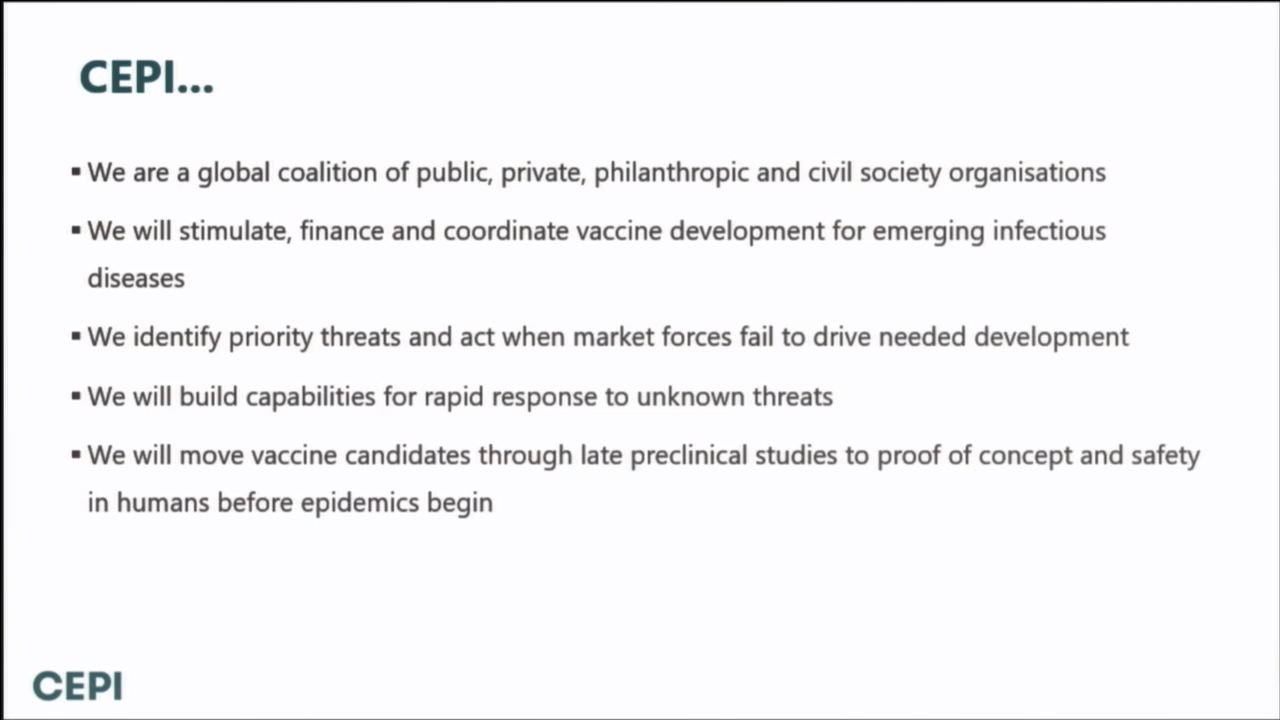 CEPI...
▪ We are a global coalition of public, private, philanthropic and civil society organisations
▪ We will stimulate, finance and coordinate vaccine development for emerging infectious
diseases
▪ We identify priority threats and act when market forces fail to drive needed development
▪ We will build capabilities for rapid response to unknown threats
▪ We will move vaccine candidates through late preclinical studies to proof of concept and safety
in humans before epidemics begin
CEPI